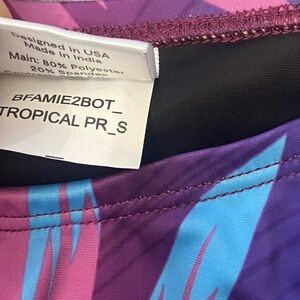 Designed in USA
Made in India
Main: 80% Polyester
20% Spandex
BFAMIE2BOT_
TROPICAL PR_S